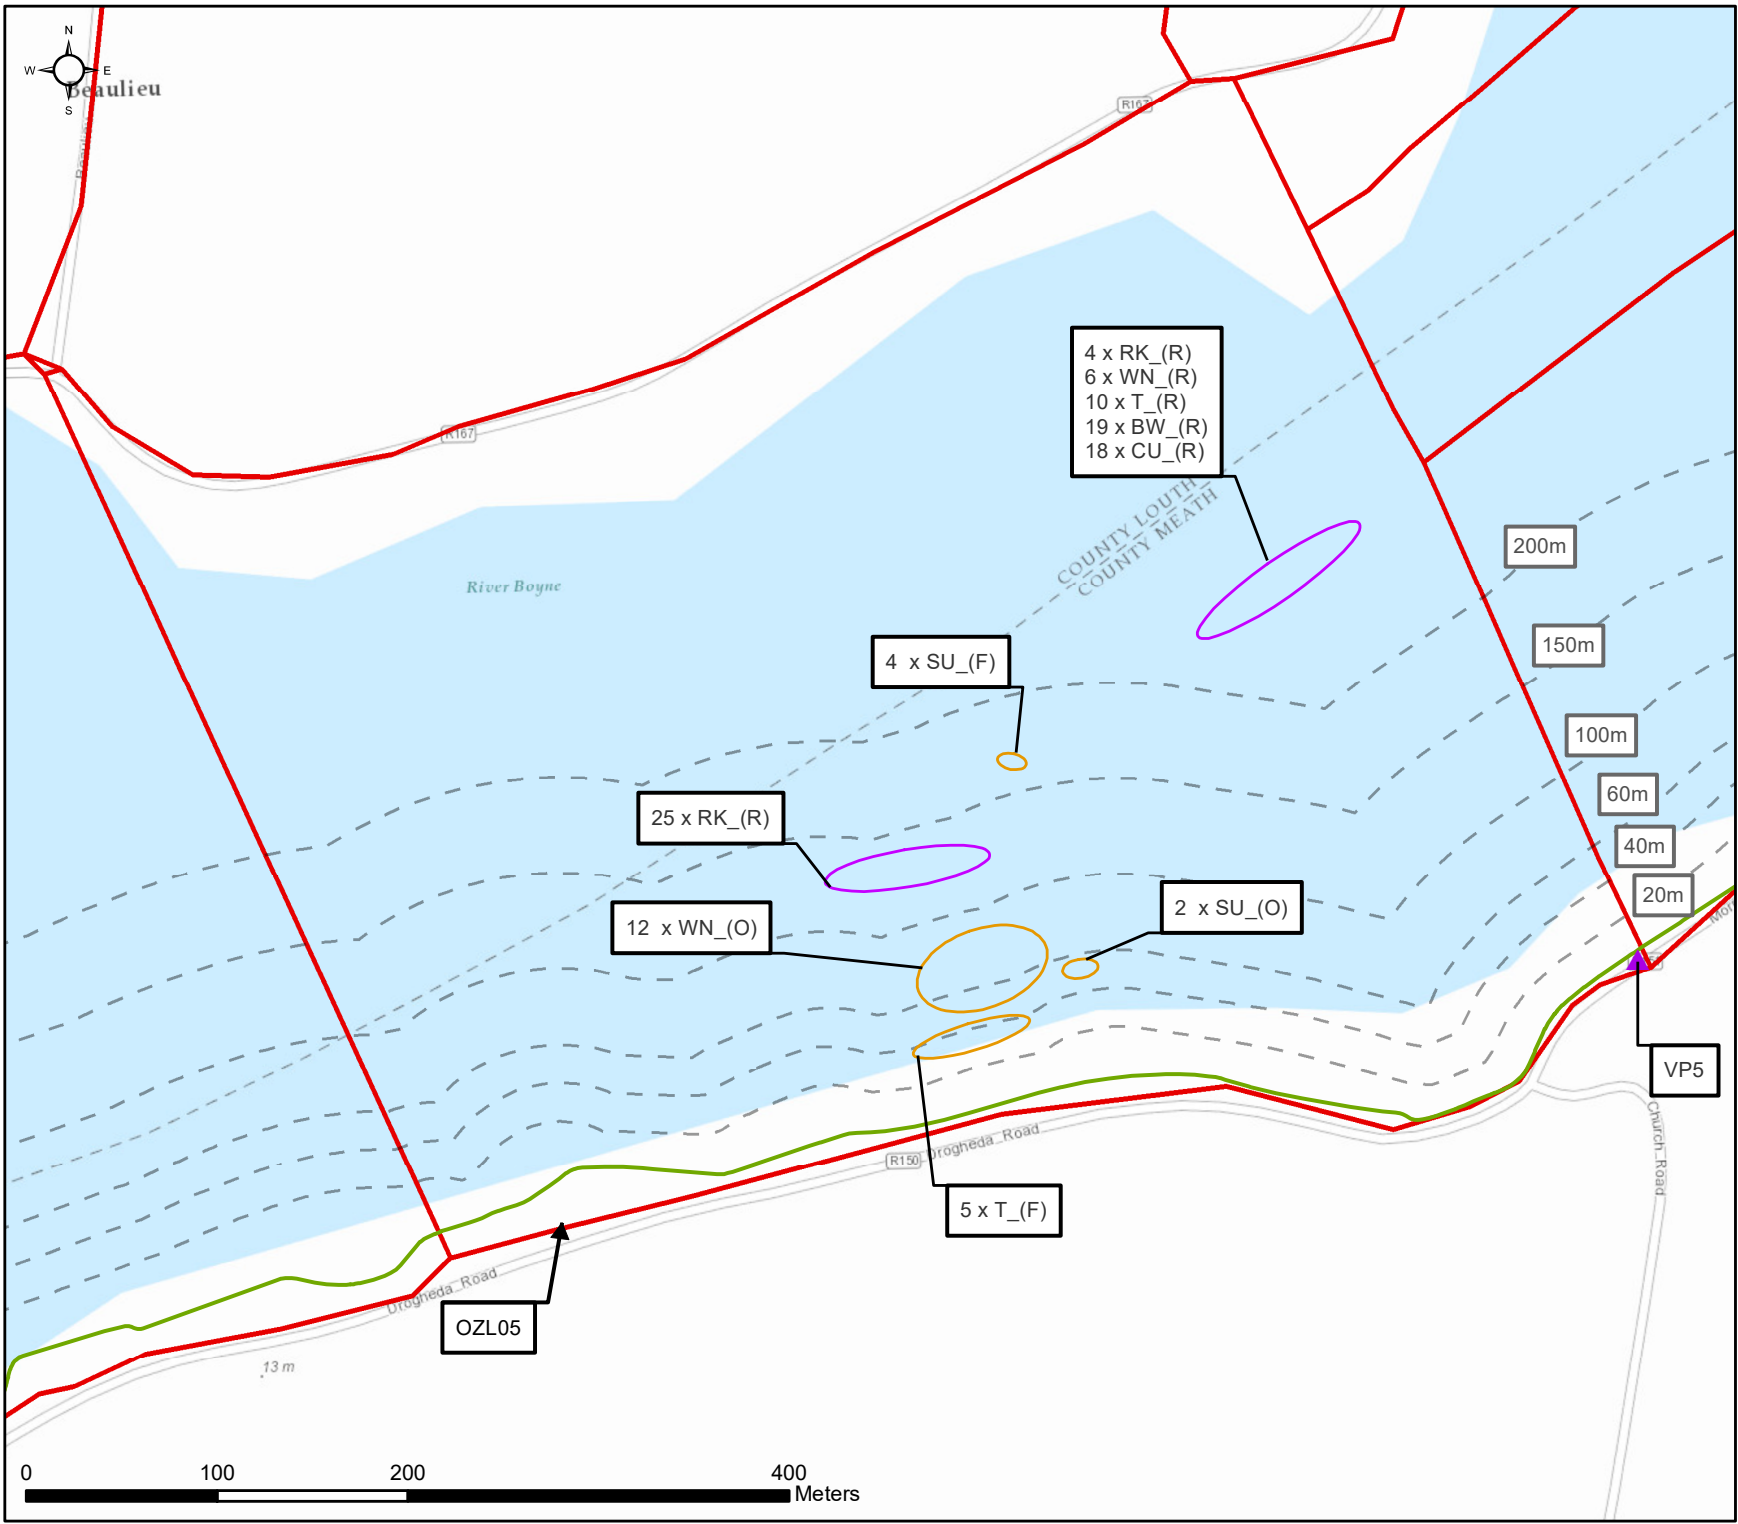 N
W E
S
Beaulieu
Beaulieu
R167
R167
4 x RK_(R)
6 x WN_(R)
10 x T_(R)
19 x BW_(R)
18 x CU_(R)
COUNTY LOUTH
COUNTY MEATH
River Boyne
200m
150m
100m
60m
40m
20m
4 x SU_(F)
25 x RK_(R)
12 x WN_(O)
2 x SU_(O)
VP5
Church Road
R150
Drogheda Road
5 x T_(F)
Drogheda Road
OZL05
13 m
0 100 200 400
Meters